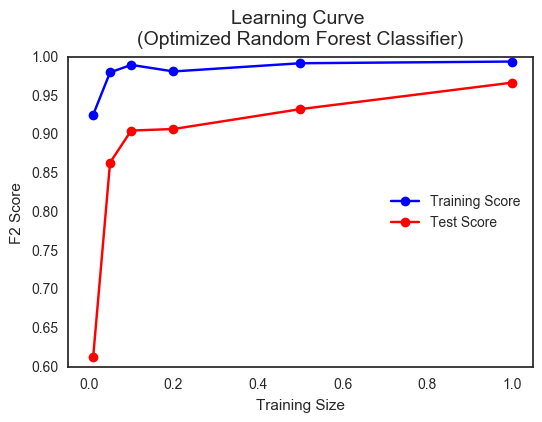 Learning Curve
(Optimized Random Forest Classifier)
1.00
0.95
0.90
0.85
0.80
0.75
0.70
0.65
0.60
F2 Score
Training Score
Test Score
0.0 0.2 0.4 0.6 0.8 1.0
Training Size